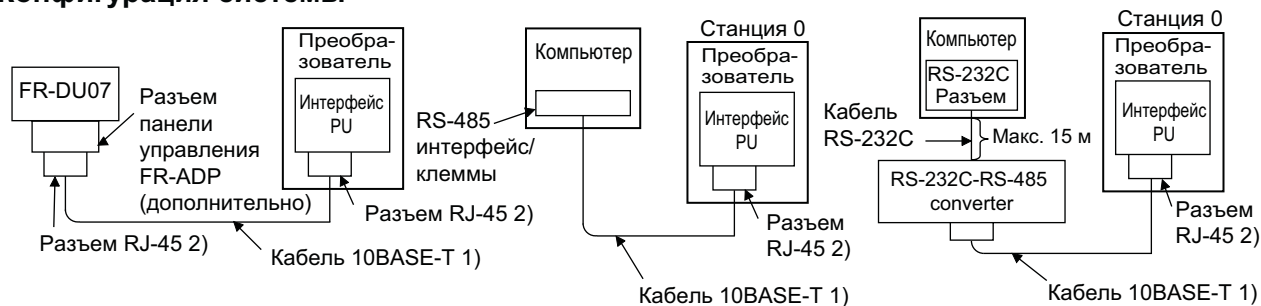 Конфигурация системы
FR-DU07
Разъем
панели
управления
FR-ADP
(дополнительно)
Преобра-
зователь
Интерфейс
PU
Разъем RJ-45 2)
Разъем RJ-45 2)
Кабель 10BASE-T 1)
Компьютер
RS-485
интерфейс/
клеммы
Станция 0
Преобра-
зователь
Интерфейс
PU
Разъем
RJ-45 2)
Кабель 10BASE-T 1)
Компьютер
RS-232C
Разъем
Кабель
RS-232C
Макс. 15 м
RS-232C-RS-485
converter
Станция 0
Преобра-
зователь
Интерфейс
PU
Разъем
RJ-45 2)
Кабель 10BASE-T 1)